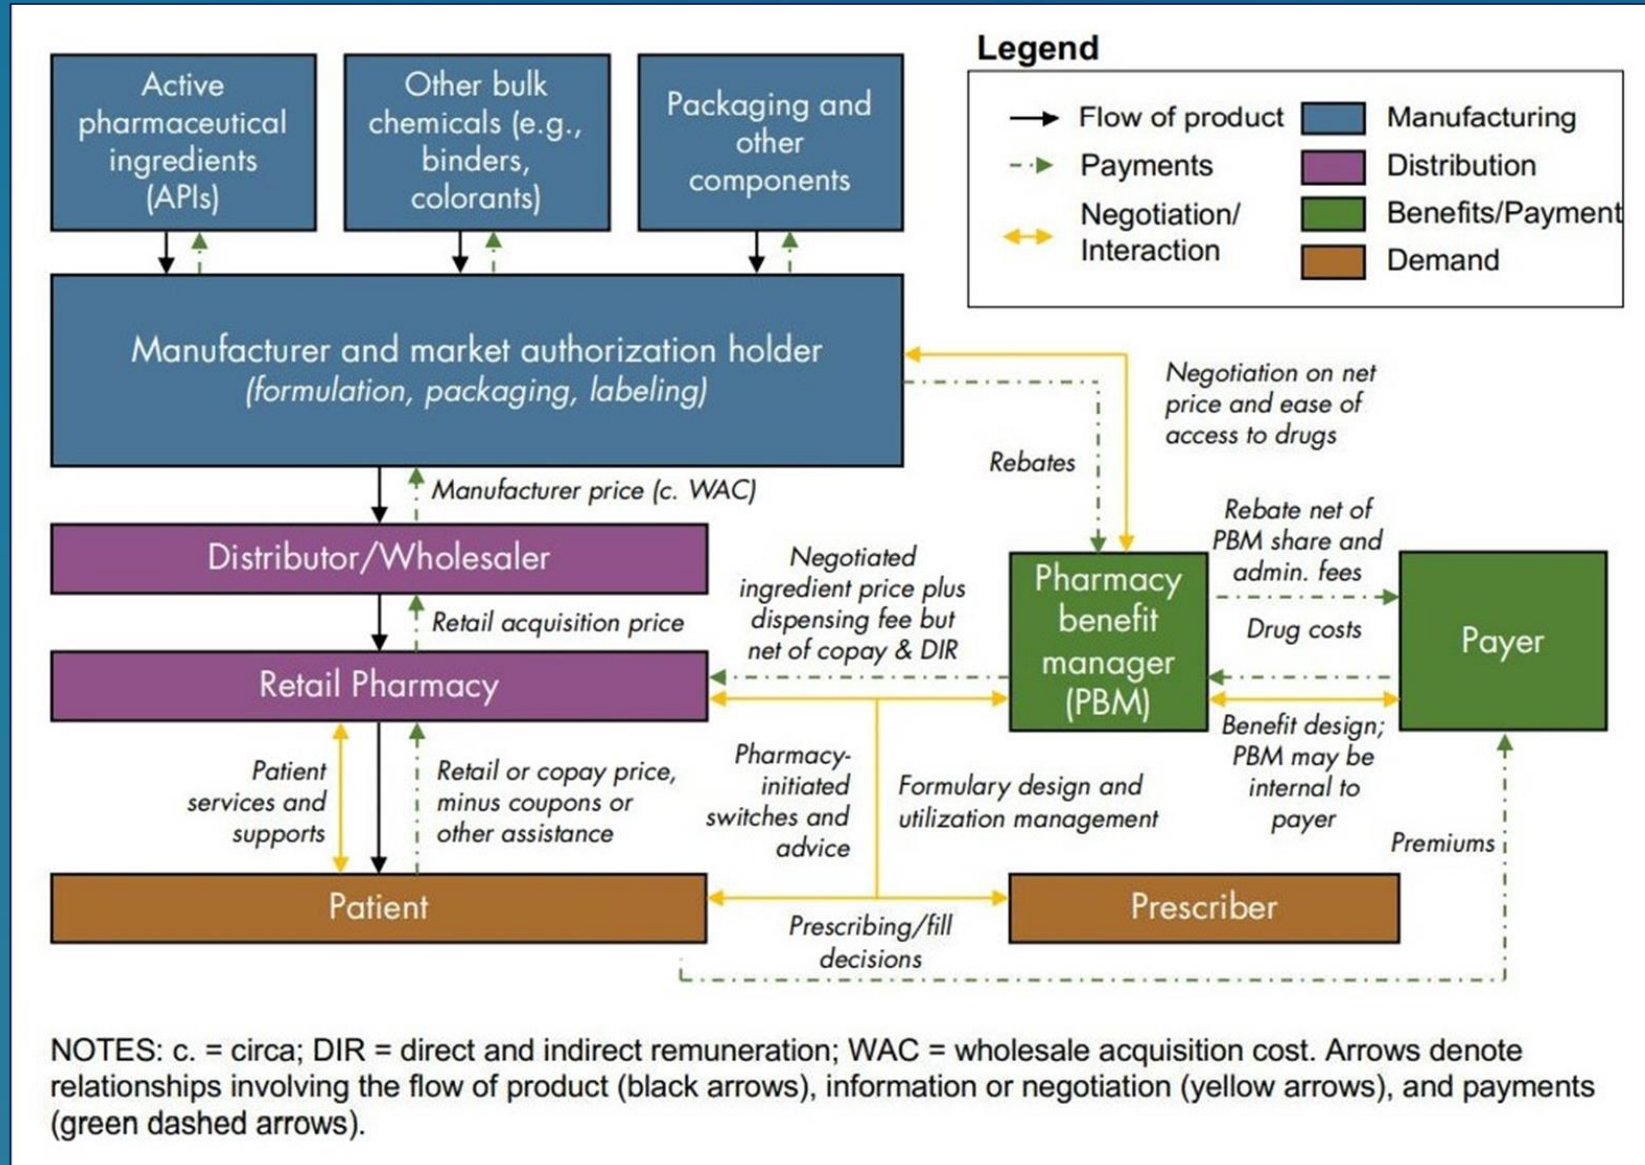 Active
pharmaceutical
ingredients
(APIs)
Other bulk
chemicals (e.g.,
binders,
colorants)
Packaging and
other
components
Legend
Flow of product
Payments
Negotiation/
Interaction
Manufacturing
Distribution
Benefits/Payment
Demand
Manufacturer and market authorization holder
(formulation, packaging, labeling)
Negotiation on net
price and ease of
access to drugs
Rebates
Manufacturer price (c. WAC)
Distributor/Wholesaler
Retail acquisition price
Retail Pharmacy
Negotiated
ingredient price plus
dispensing fee but
net of copay & DIR
Pharmacy
benefit
manager
(PBM)
Rebate net of
PBM share and
admin. fees
Drug costs
Payer
Benefit design;
PBM may be
internal to
payer
Premiums
Patient
services and
supports
Retail or copay price,
minus coupons or
other assistance
Pharmacy-
initiated
switches and
advice
Formulary design and
utilization management
Patient
Prescribing/fill
decisions
Prescriber
NOTES: c. = circa; DIR = direct and indirect remuneration; WAC = wholesale acquisition cost. Arrows denote
relationships involving the flow of product (black arrows), information or negotiation (yellow arrows), and payments
(green dashed arrows).